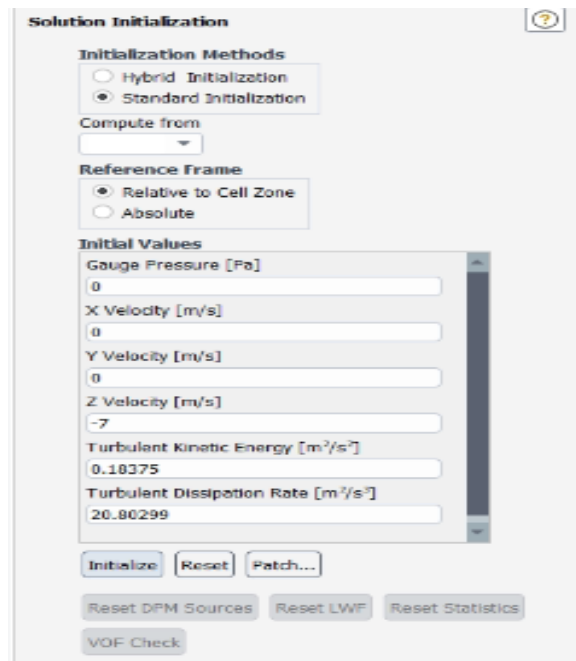 Solution Initialization
?
Initialization Methods
Hybrid Initialization
Standard Initialization
Compute from
Reference Frame
Relative to Cell Zone
Absolute
Initial Values
Gauge Pressure [Pa]
0
X Velocity [m/s]
0
Y Velocity [m/s]
0
Z Velocity [m/s]
-7
Turbulent Kinetic Energy [m²/s²]
0.18375
Turbulent Dissipation Rate [m²/s³]
20.80299
Initialize Reset Patch...
Reset DPM Sources Reset LWF Reset Statistics
VOF Check